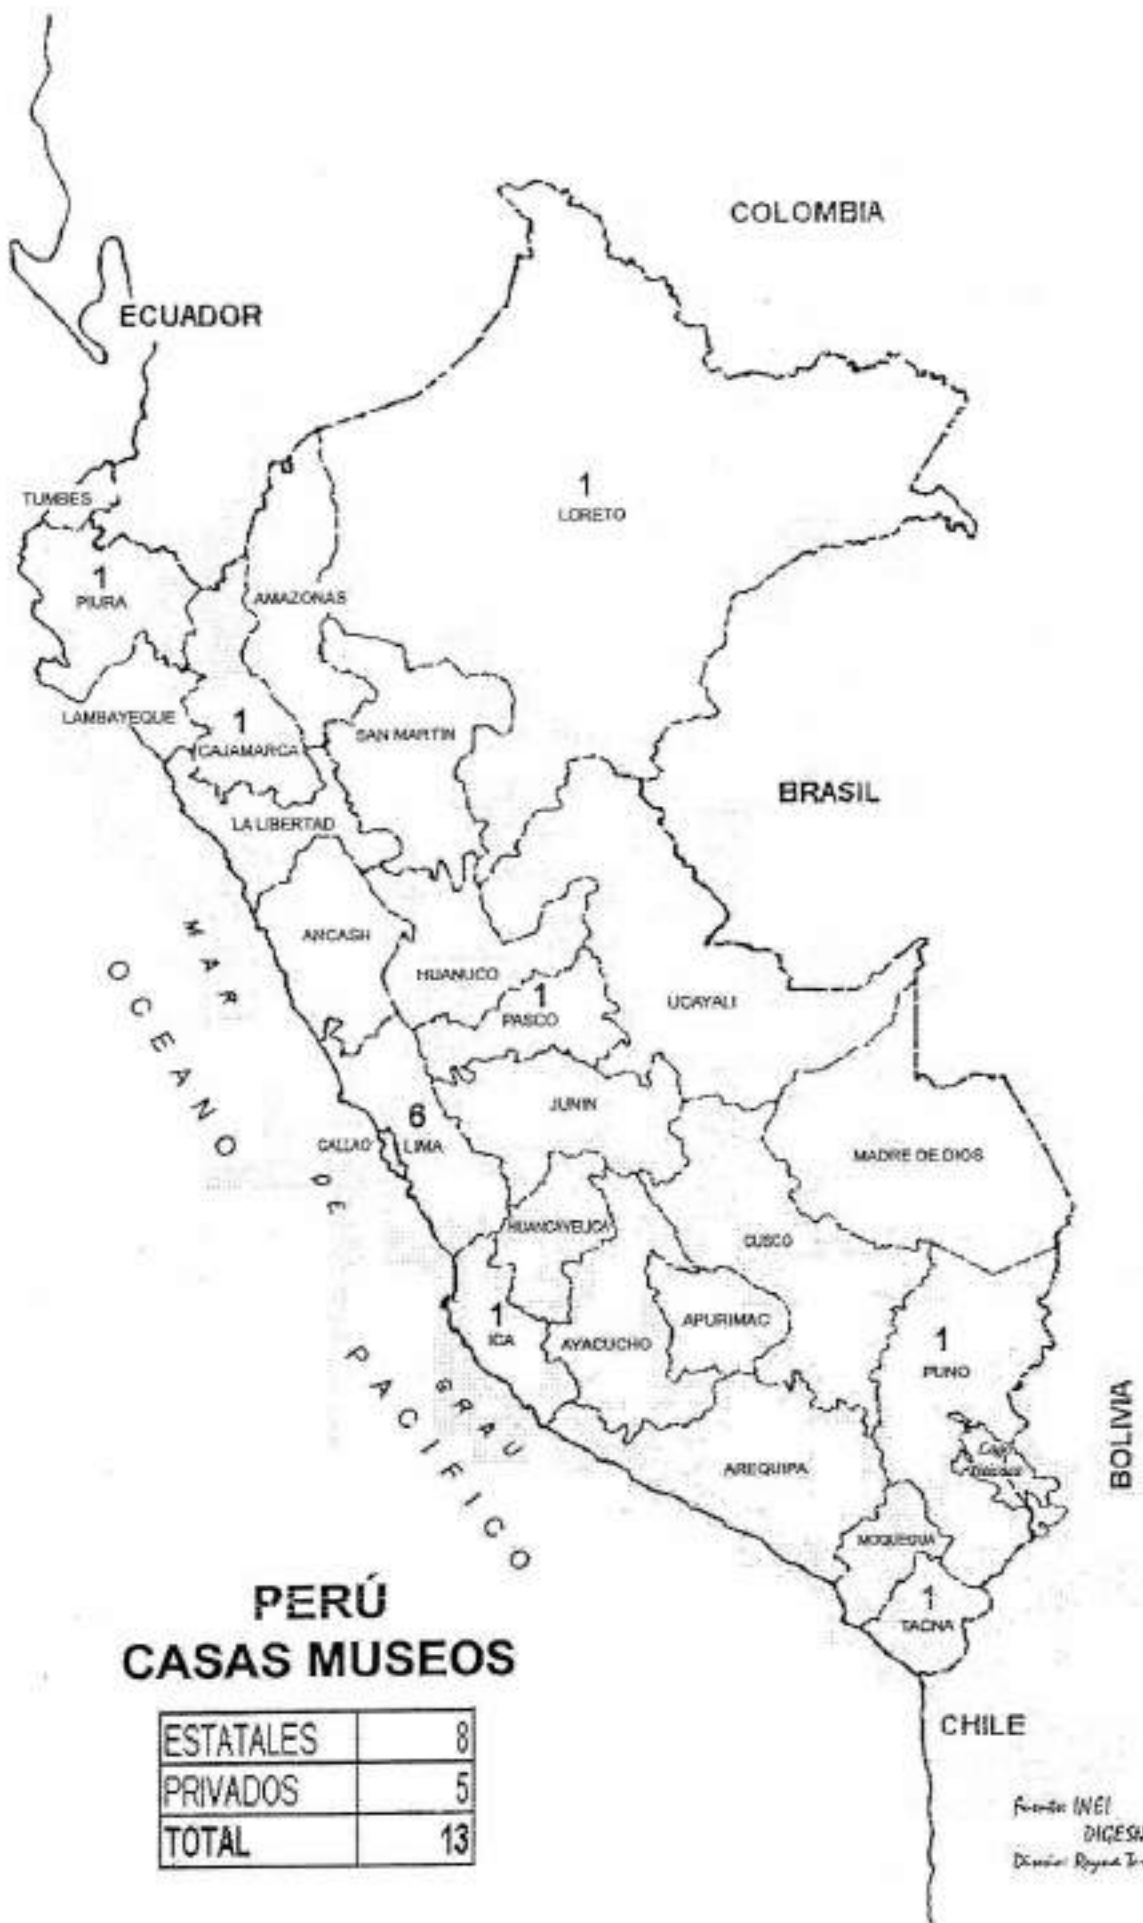 COLOMBIA
ECUADOR
TUMBES
1
LORETO
1
PIURA
AMAZONAS
LAMBAYEQUE
1
CAJAMARCA
SAN MARTIN
BRASIL
LA LIBERTAD
ANCASH
HUANUCO
1
PASCO
UCAYALI
MAR
OCEANO
JUNIN
6
LIMA
CALLAO
MADRE DE DIOS
DE
HUANCAVELICA
CUSCO
1
ICA
AYACUCHO
APURIMAC
1
PUNO
PACIFICO
GRAU
BOLIVIA
AREQUIPA
Lago
MOQUEGUA
1
TACNA
PERÚ
CASAS MUSEOS
ESTATALES 8
PRIVADOS 5
TOTAL 13
CHILE
INEI